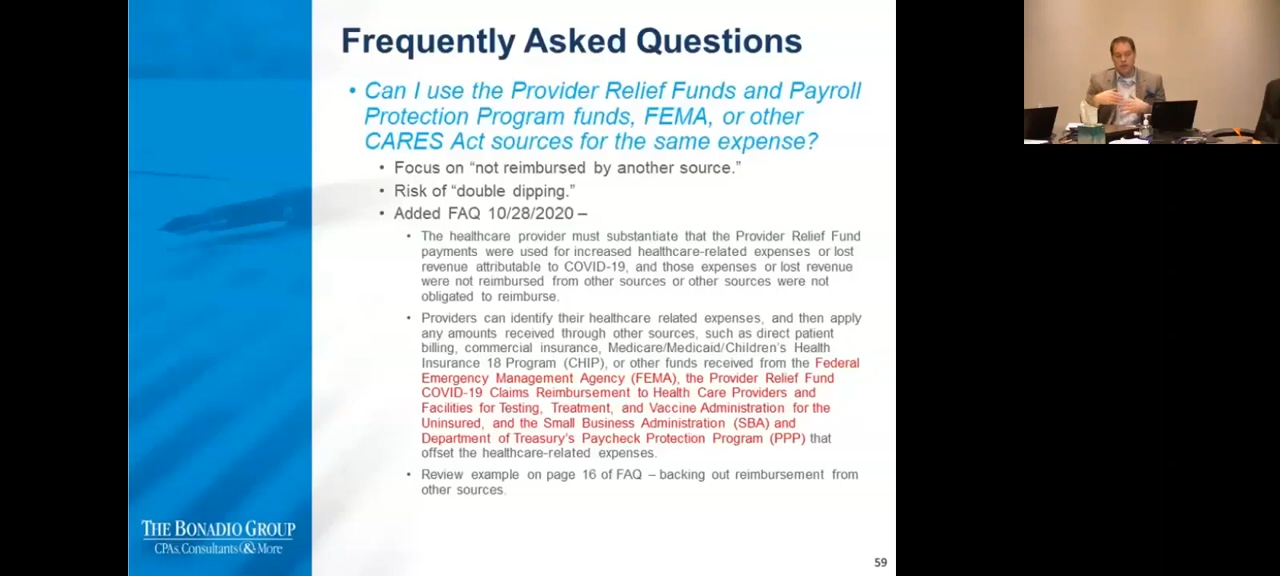 Frequently Asked Questions
• Can I use the Provider Relief Funds and Payroll
Protection Program funds, FEMA, or other
CARES Act sources for the same expense?
• Focus on “not reimbursed by another source.”
• Risk of “double dipping.”
• Added FAQ 10/28/2020 –
• The healthcare provider must substantiate that the Provider Relief Fund
payments were used for increased healthcare-related expenses or lost
revenue attributable to COVID-19, and those expenses or lost revenue
were not reimbursed from other sources or other sources were not
obligated to reimburse.
• Providers can identify their healthcare related expenses, and then apply
any amounts received through other sources, such as direct patient
billing, commercial insurance, Medicare/Medicaid/Children’s Health
Insurance 18 Program (CHIP), or other funds received from the Federal
Emergency Management Agency (FEMA), the Provider Relief Fund
COVID-19 Claims Reimbursement to Health Care Providers and
Facilities for Testing, Treatment, and Vaccine Administration for the
Uninsured, and the Small Business Administration (SBA) and
Department of Treasury’s Paycheck Protection Program (PPP) that
offset the healthcare-related expenses.
• Review example on page 16 of FAQ – backing out reimbursement from
other sources.
THE BONADIO GROUP
CPAs, Consultants & More
59